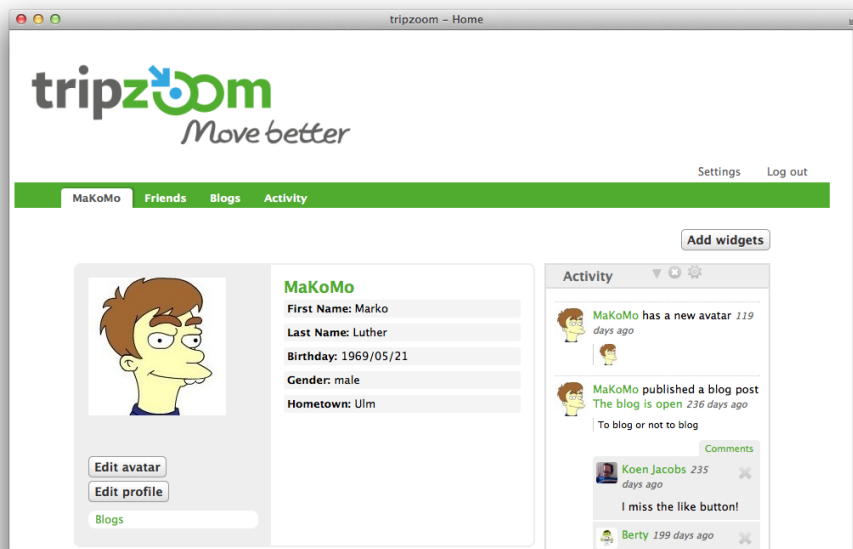 tripzoom – Home
tripzoom
Move better
Settings Log out
MaKoMo Friends Blogs Activity
Add widgets
MaKoMo
First Name: Marko
Last Name: Luther
Birthday: 1969/05/21
Gender: male
Hometown: Ulm
Edit avatar
Edit profile
Blogs
Activity
MaKoMo has a new avatar 119
days ago
MaKoMo published a blog post
The blog is open 236 days ago
To blog or not to blog
Comments
Koen Jacobs 235
days ago
I miss the like button!
Berty 199 days ago